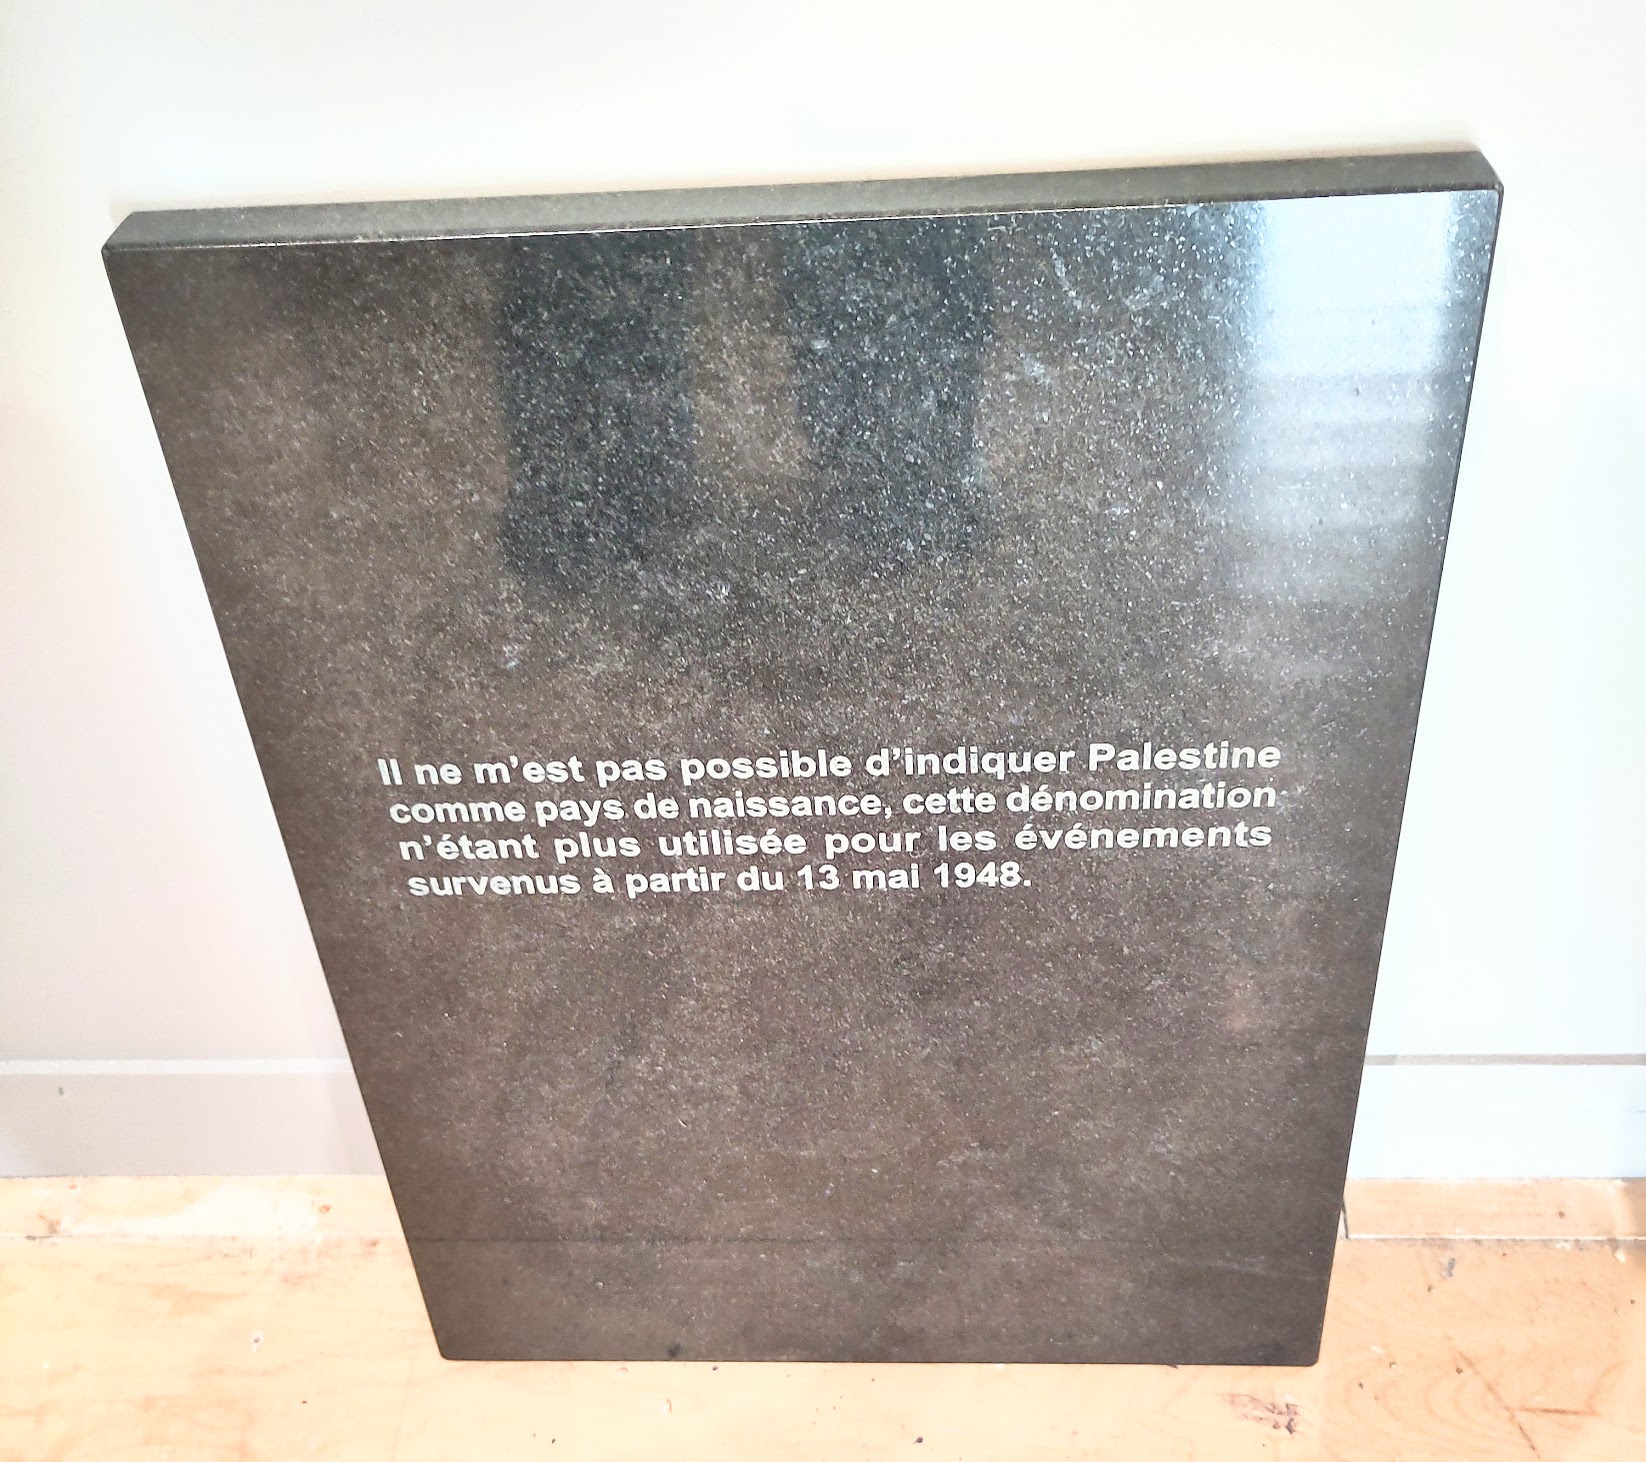 Il ne m'est pas possible d'indiquer Palestine
comme pays de naissance, cette dénomination
n'étant plus utilisée pour les événements
survenus à partir du 13 mai 1948.